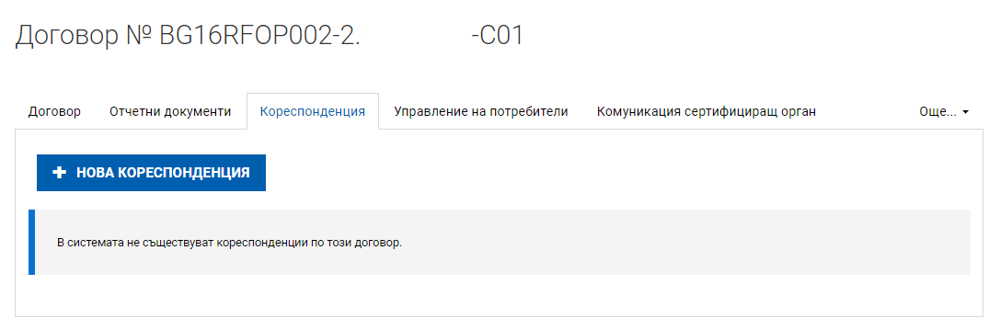 Договор № BG16RFOP002-2. -C01
Договор Отчетни документи Кореспонденция Управление на потребители Комуникация сертифициращ орган Още...
НОВА КОРЕСПОНДЕНЦИЯ
В системата не съществуват кореспонденции по този договор.